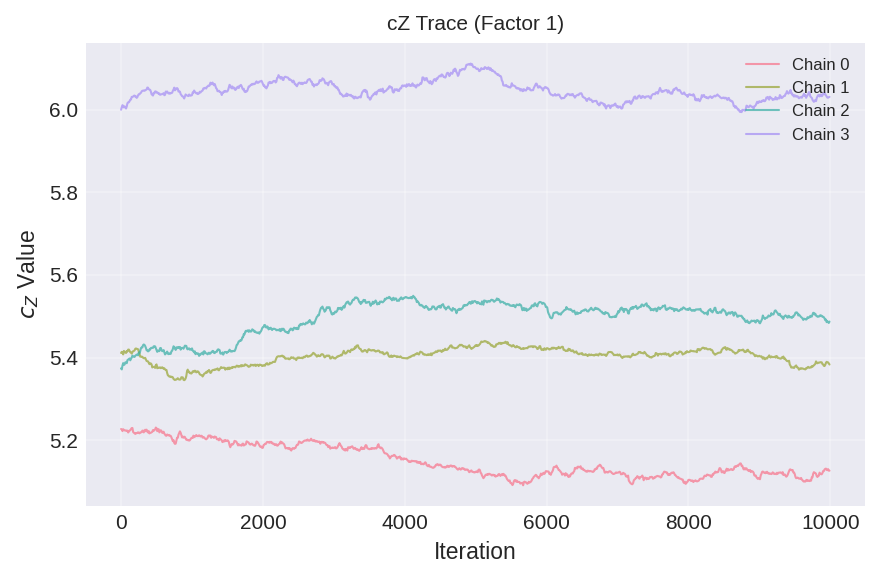 cZ Trace (Factor 1)
Chain 0
Chain 1
Chain 2
Chain 3
6.0
5.8
5.6
5.4
5.2
cZ Value
0 2000 4000 6000 8000 10000
Iteration